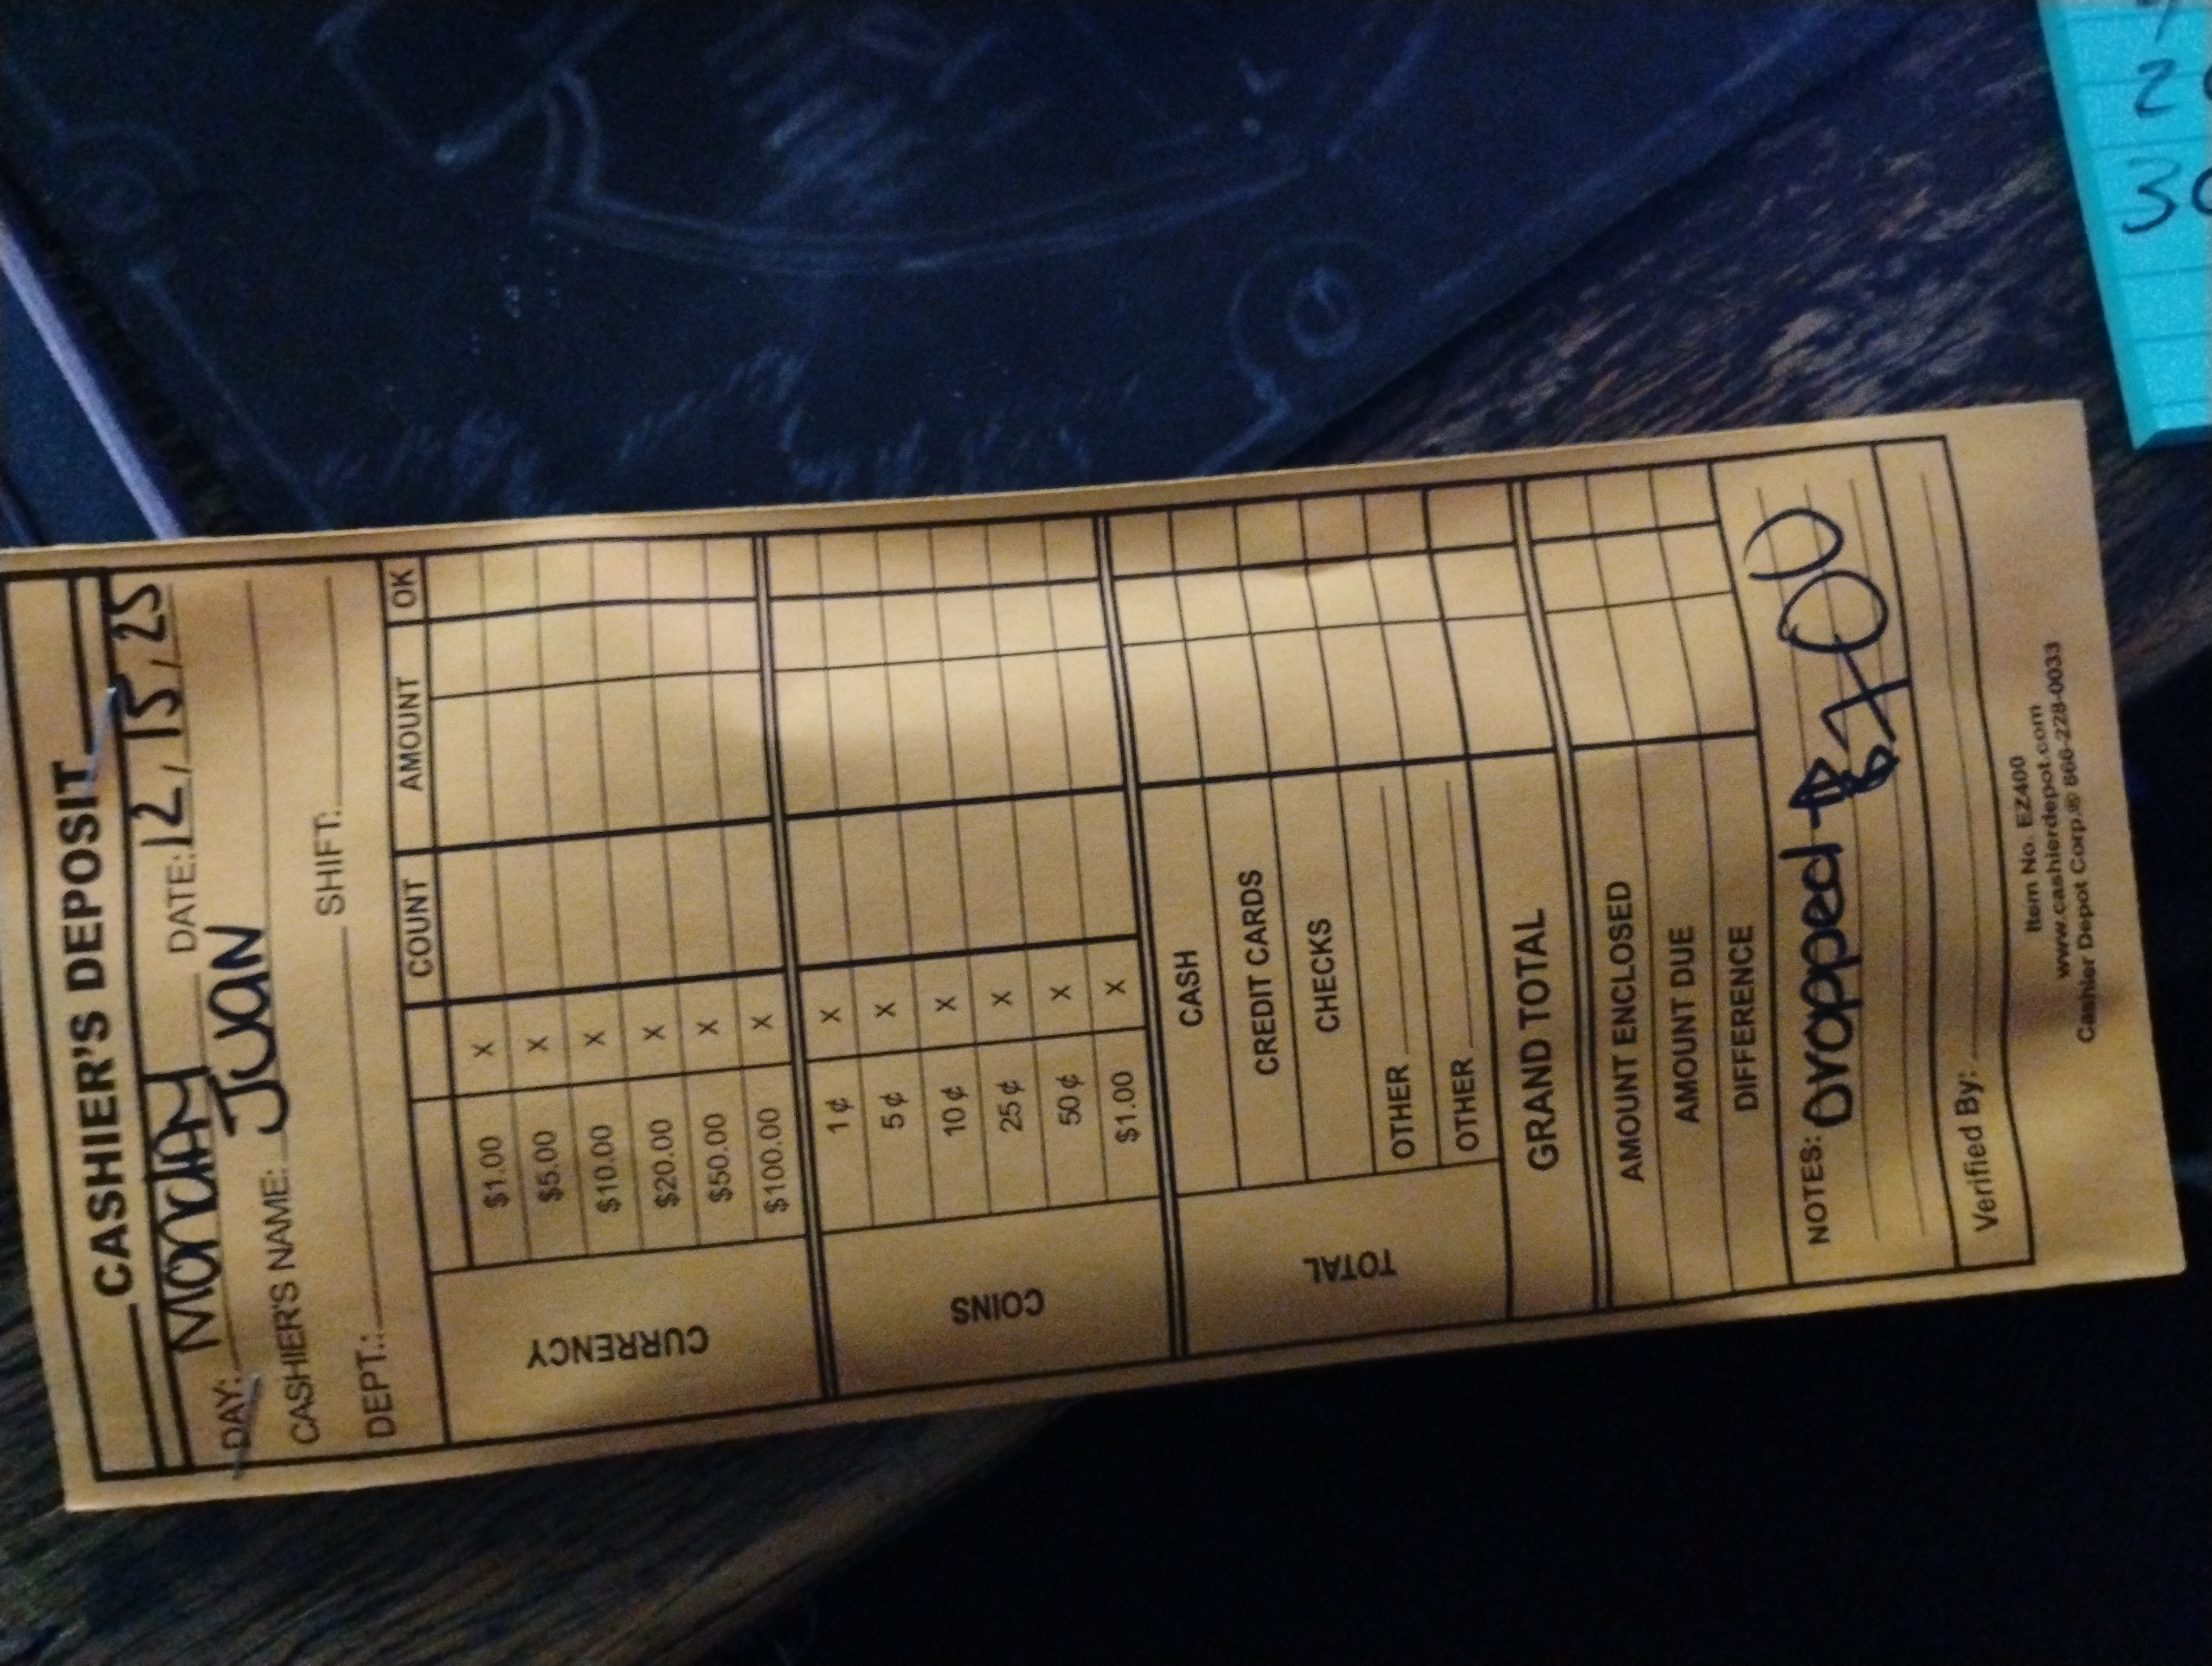 CASHIER'S DEPOSIT
DAY: MONDAY DATE: 12, 15, 25
CASHIER'S NAME: JUAN
DEPT.: SHIFT:
COUNT AMOUNT OK
CURRENCY
$1.00 X
$5.00 X
$10.00 X
$20.00 X
$50.00 X
$100.00 X
COINS
1¢ X
5¢ X
10¢ X
25¢ X
50¢ X
$1.00 X
TOTAL
CASH
CREDIT CARDS
CHECKS
OTHER
OTHER
GRAND TOTAL
AMOUNT ENCLOSED
AMOUNT DUE
DIFFERENCE
NOTES: Dropped
Verified By:
Item No. EZ400
www.cashierdepot.com
Cashier Depot Corp.® 866-228-0033
2
30